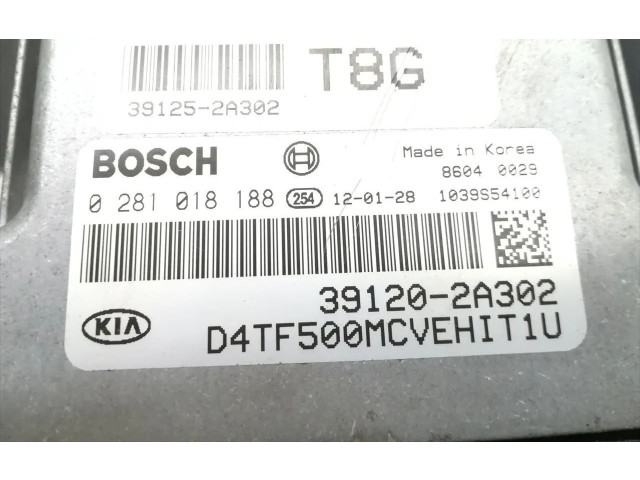 T8G
39125-2A302
BOSCH
Made in Korea
8604 0029
0 281 018 188 254 12-01-28 1039S54100
39120-2A302
KIA
D4TF500MCVEHIT1U